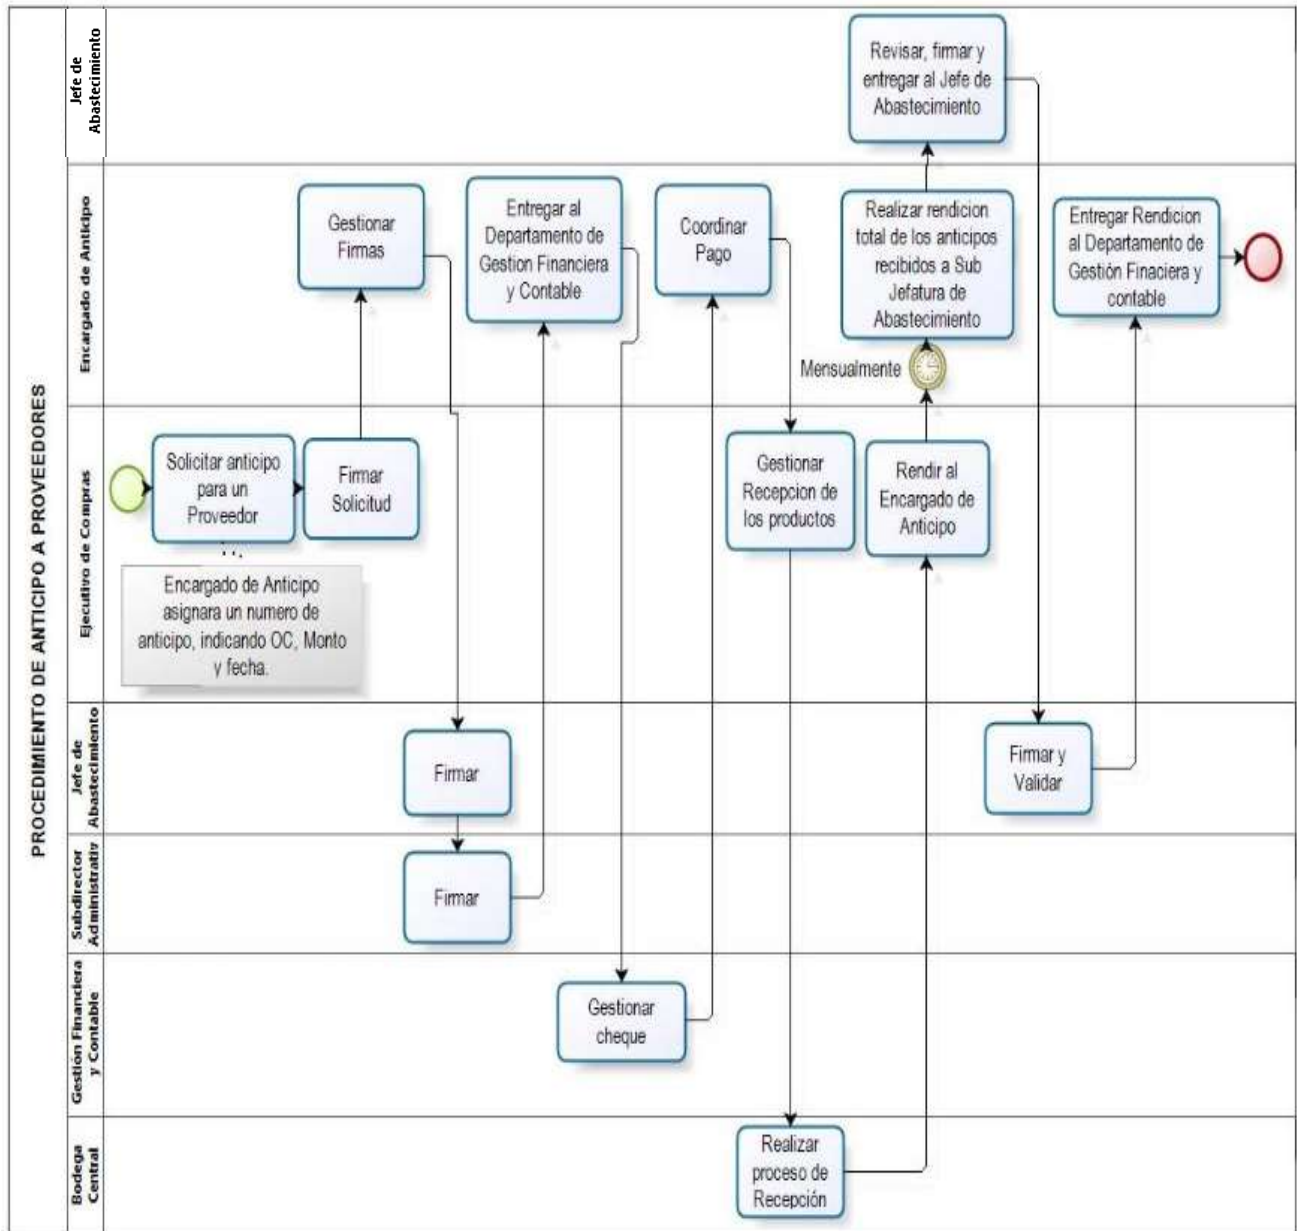 PROCEDIMIENTO DE ANTICIPO A PROVEEDORES
Jefe de
Abastecimiento
Revisar, firmar y
entregar al Jefe de
Abastecimiento
Encargado de Anticipo
Gestionar
Firmas
Entregar al
Departamento de
Gestion Financiera
y Contable
Coordinar
Pago
Realizar rendicion
total de los anticipos
recibidos a Sub
Jefatura de
Abastecimiento
Mensualmente
Entregar Rendicion
al Departamento de
Gestión Finaciera y
contable
Ejecutivo de Compras
Solicitar anticipo
para un
Proveedor
Firmar
Solicitud
Encargado de Anticipo
asignara un numero de
anticipo, indicando OC, Monto
y fecha.
Gestionar
Recepcion de
los productos
Rendir al
Encargado de
Anticipo
Jefe de
Abastecimiento
Firmar
Firmar y
Validar
Subdirector
Administrativ
Firmar
Gestión Financiera
y Contable
Gestionar
cheque
Bodega
Central
Realizar
proceso de
Recepción